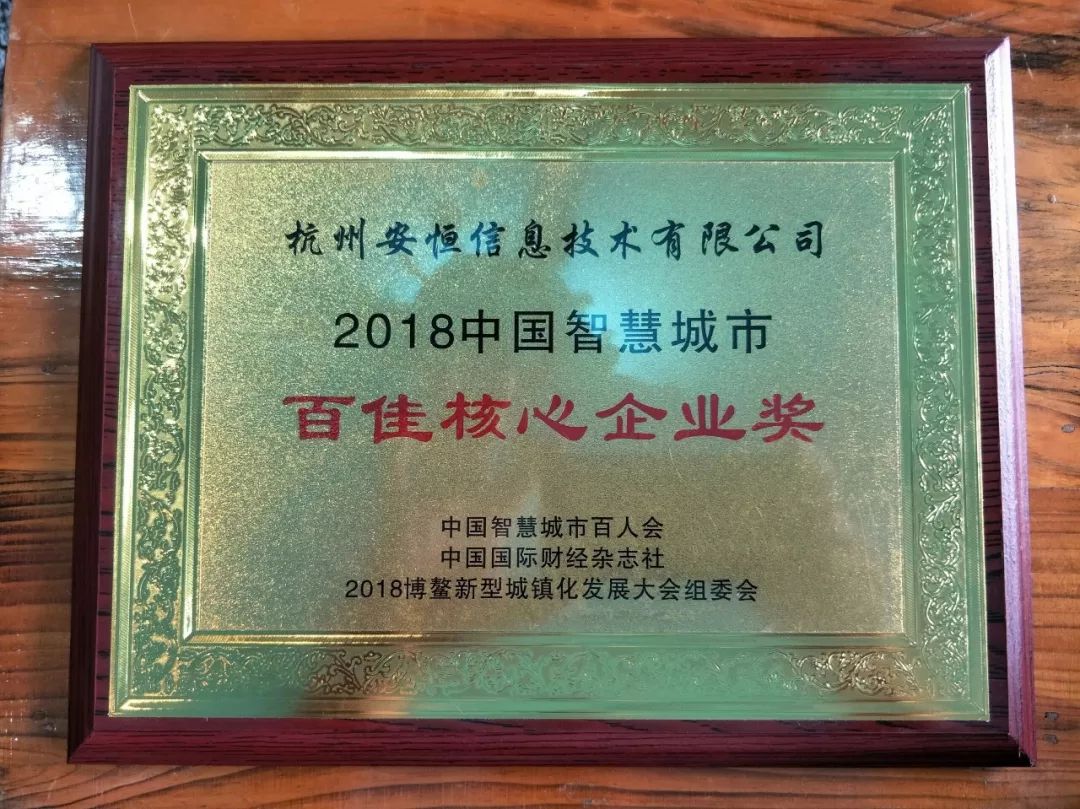 杭州安恒信息技术有限公司
2018中国智慧城市
百佳核心企业奖
中国智慧城市百人会
中国国际财经杂志社
2018博鳌新型城镇化发展大会组委会